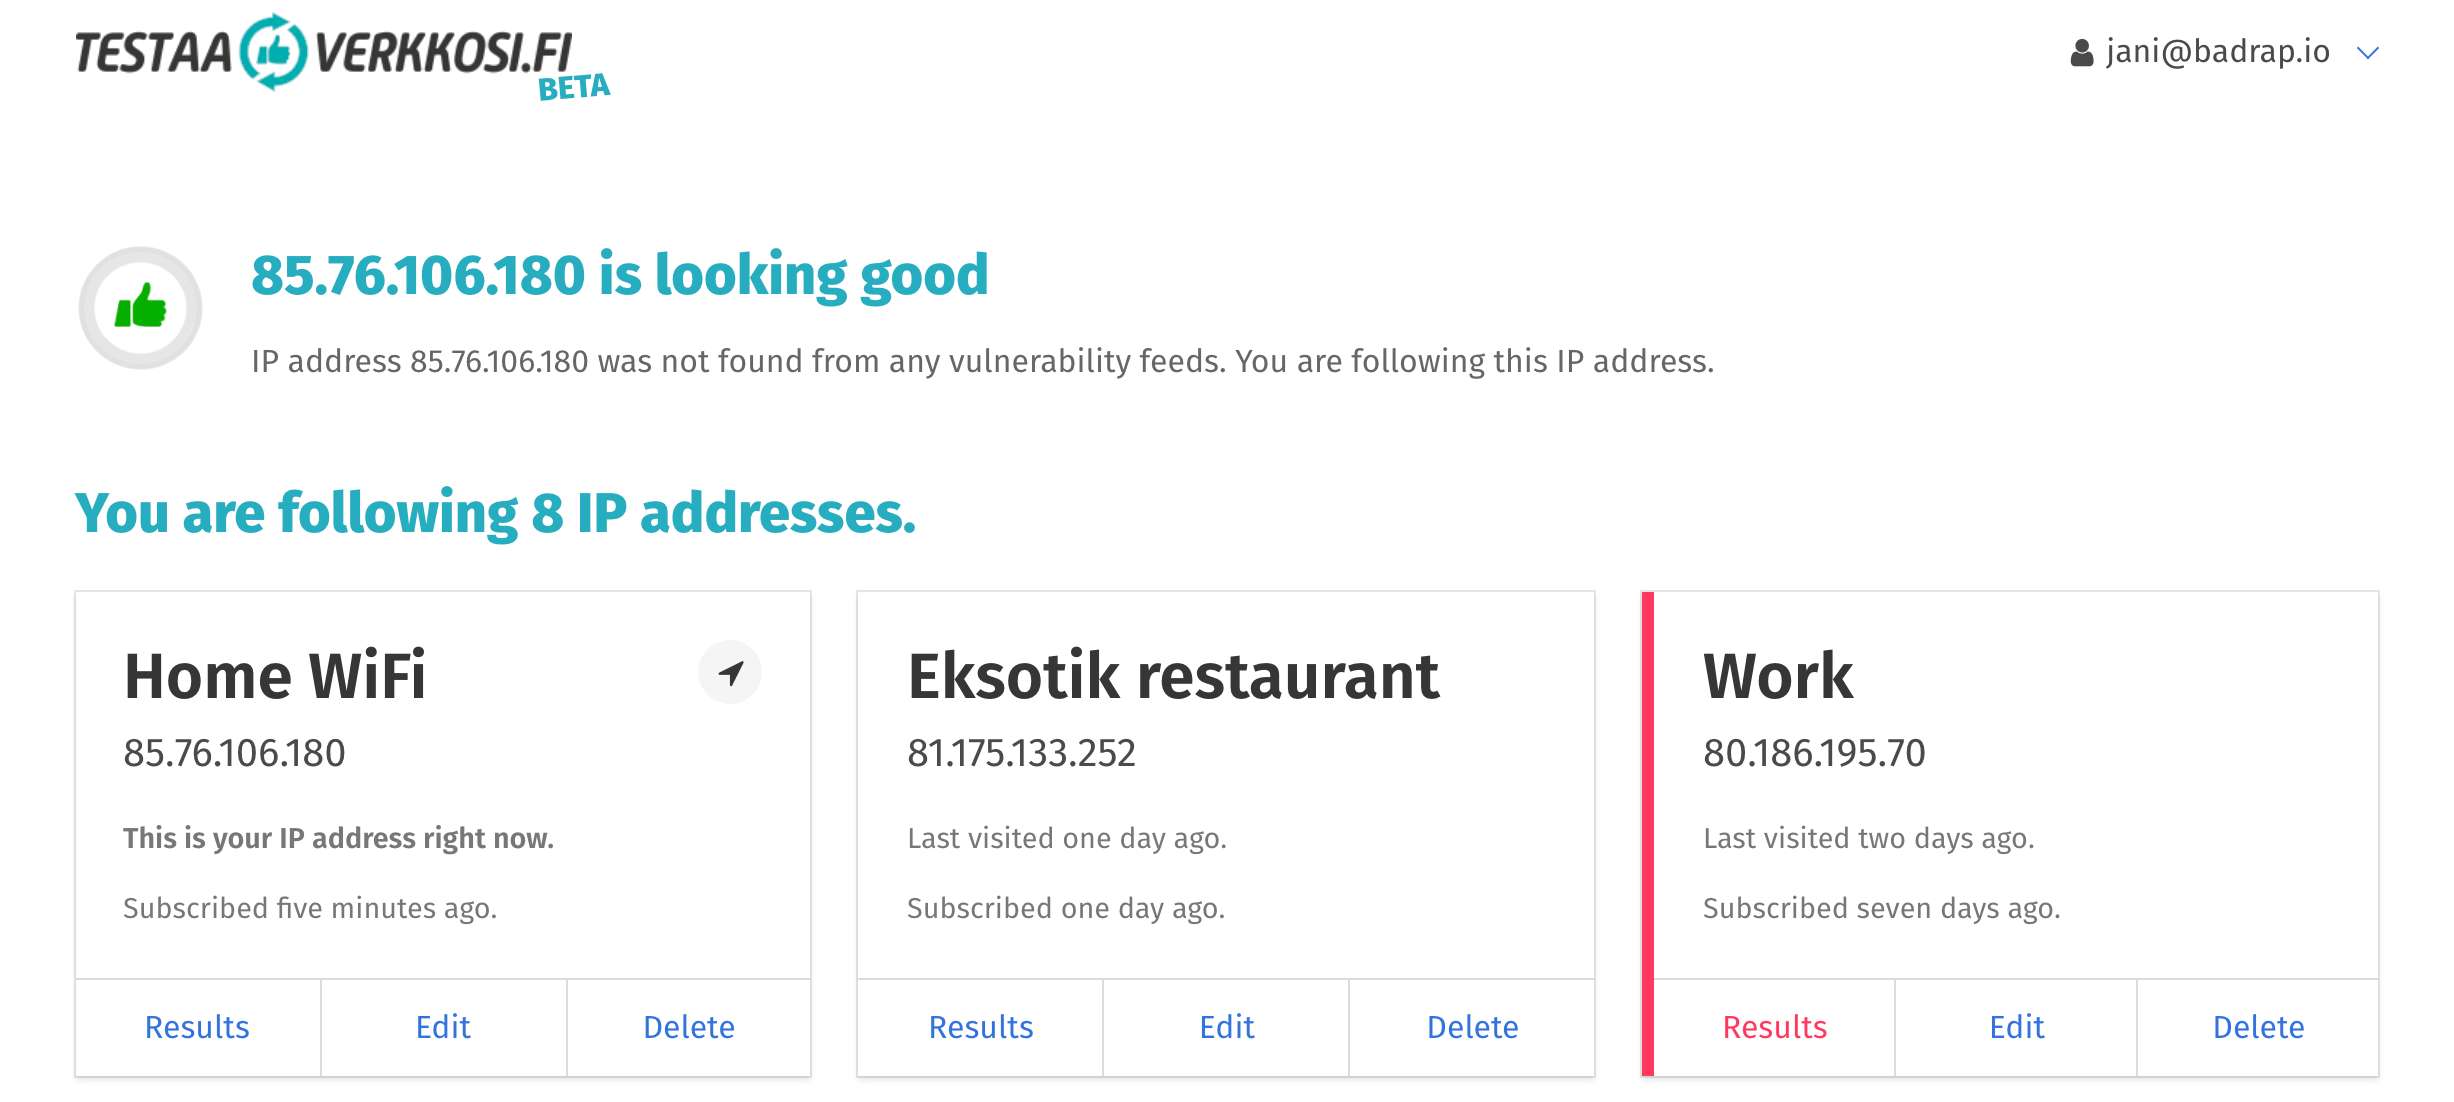 TESTAA VERKKOSI.FI
BETA
jani@badrap.io
85.76.106.180 is looking good
IP address 85.76.106.180 was not found from any vulnerability feeds. You are following this IP address.
You are following 8 IP addresses.
Home WiFi
85.76.106.180
This is your IP address right now.
Subscribed five minutes ago.
Results
Edit
Delete
Eksotik restaurant
81.175.133.252
Last visited one day ago.
Subscribed one day ago.
Results
Edit
Delete
Work
80.186.195.70
Last visited two days ago.
Subscribed seven days ago.
Results
Edit
Delete